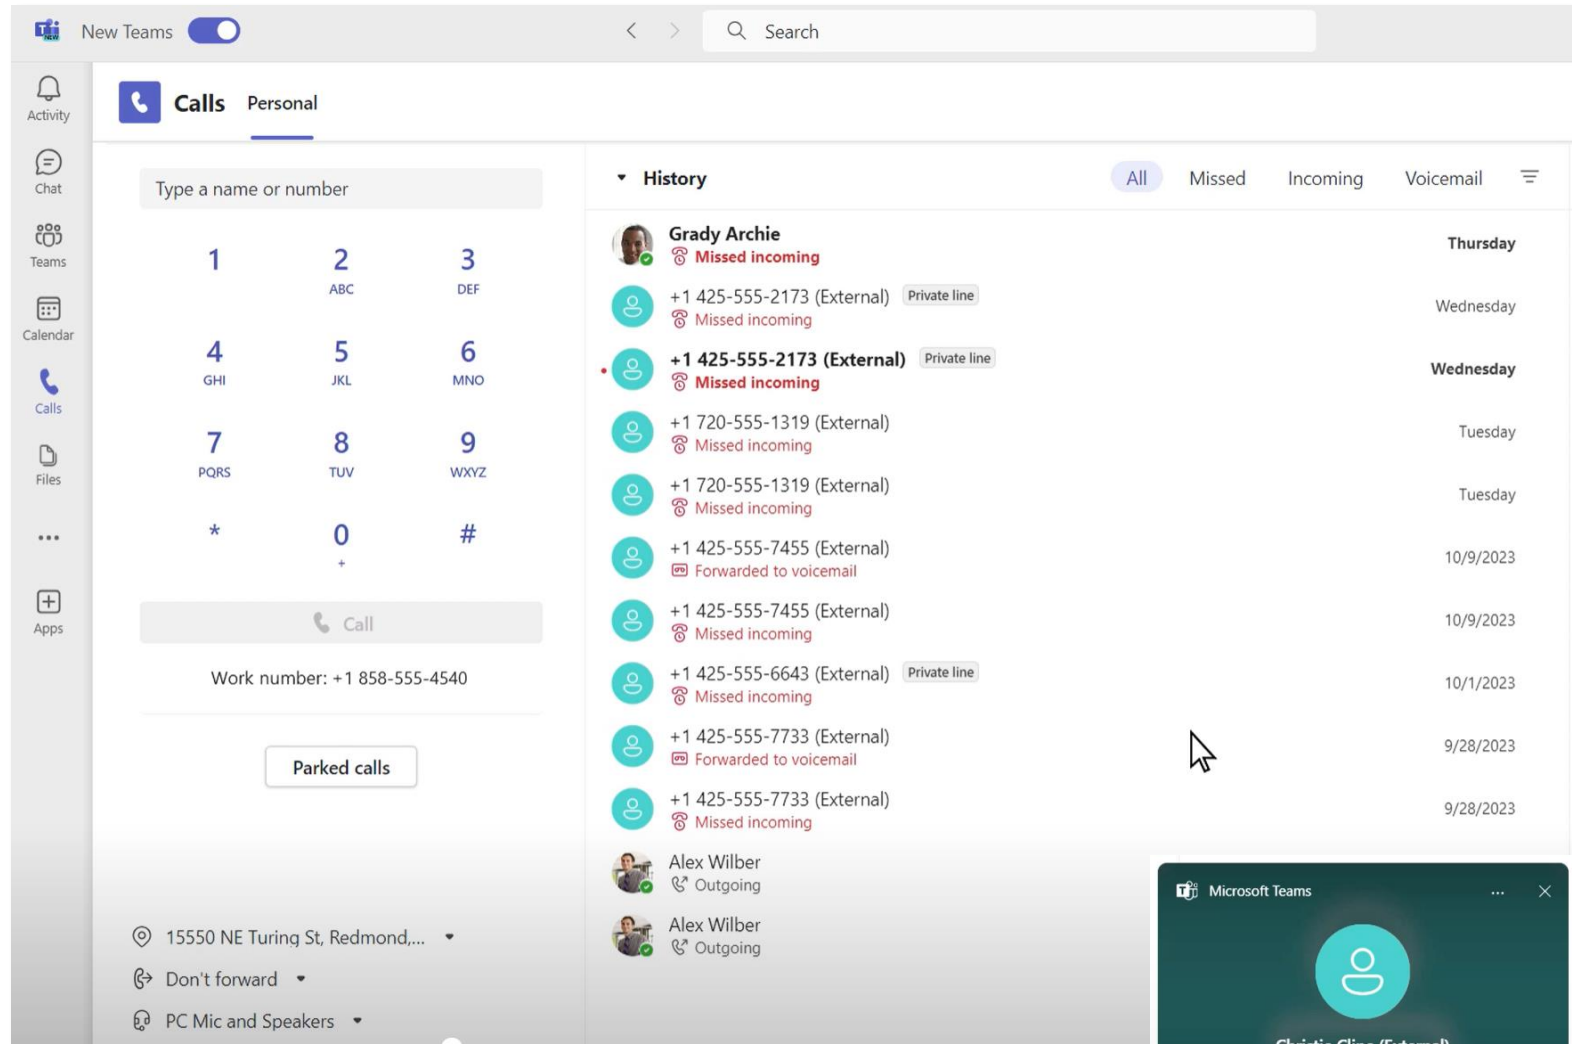 New Teams
Search
Activity
Chat
Teams
Calendar
Calls
Files
Apps
Calls Personal
Type a name or number
1 2 3
ABC DEF
4 5 6
GHI JKL MNO
7 8 9
PQRS TUV WXYZ
* 0 #
+
Call
Work number: +1 858-555-4540
Parked calls
15550 NE Turing St, Redmond,...
Don't forward
PC Mic and Speakers
History All Missed Incoming Voicemail
Grady Archie Thursday
Missed incoming
+1 425-555-2173 (External) Private line Wednesday
Missed incoming
+1 425-555-2173 (External) Private line Wednesday
Missed incoming
+1 720-555-1319 (External) Tuesday
Missed incoming
+1 720-555-1319 (External) Tuesday
Missed incoming
+1 425-555-7455 (External) 10/9/2023
Forwarded to voicemail
+1 425-555-7455 (External) 10/9/2023
Missed incoming
+1 425-555-6643 (External) Private line 10/1/2023
Missed incoming
+1 425-555-7733 (External) 9/28/2023
Forwarded to voicemail
+1 425-555-7733 (External) 9/28/2023
Missed incoming
Alex Wilber
Outgoing
Alex Wilber
Outgoing
Microsoft Teams
Christie Cline (External)